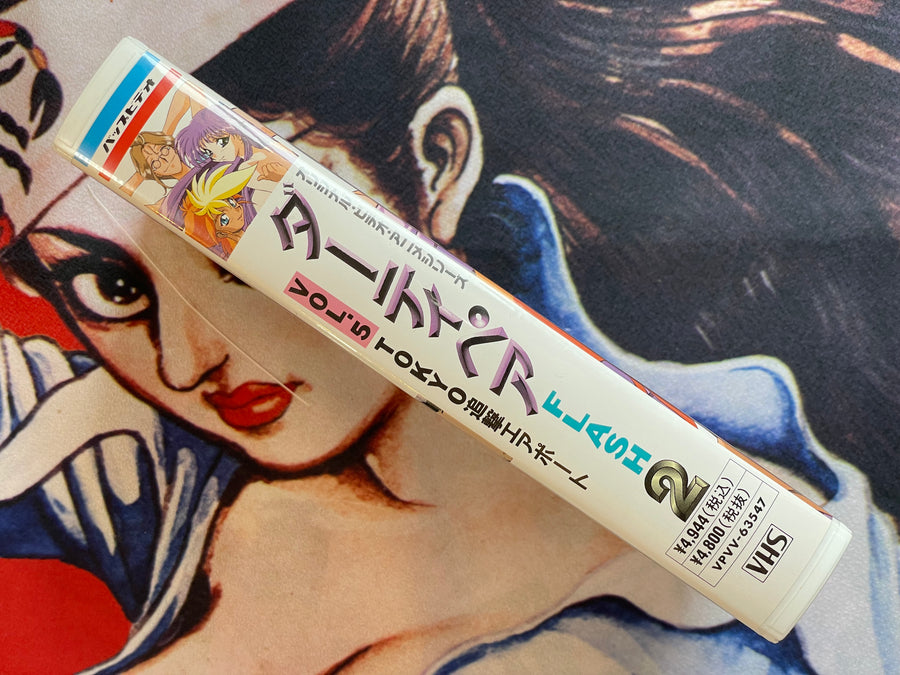 バップビデオ
オリジナル・ビデオ・アニメシリーズ
ダーティペア
FLASH
2
VOL.5 TOKYO追撃エアポート
¥4,944(税込)
¥4,800(税抜)
VPVV-63547
VHS